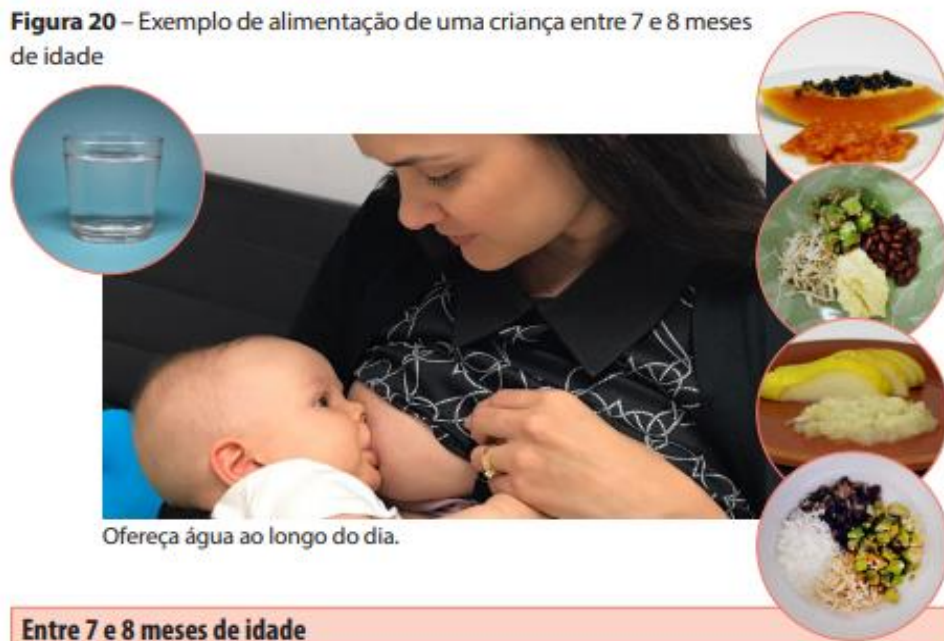 Figura 20 – Exemplo de alimentação de uma criança entre 7 e 8 meses
de idade
Ofereça água ao longo do dia.
Entre 7 e 8 meses de idade